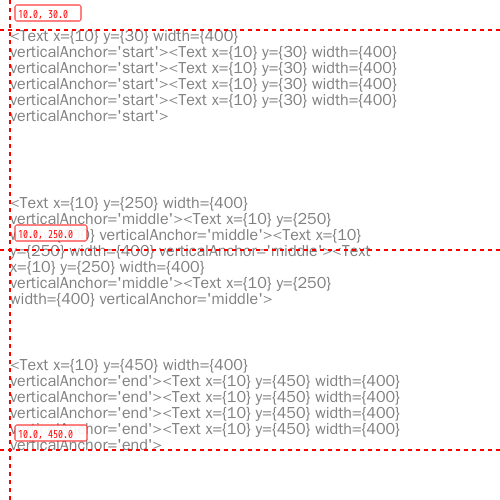 10.0, 30.0
<Text x={10} y={30} width={400}
verticalAnchor='start'><Text x={10} y={30} width={400}
verticalAnchor='start'><Text x={10} y={30} width={400}
verticalAnchor='start'><Text x={10} y={30} width={400}
verticalAnchor='start'><Text x={10} y={30} width={400}
verticalAnchor='start'>
<Text x={10} y={250} width={400}
verticalAnchor='middle'><Text x={10} y={250}
10.0, 250.0
} verticalAnchor='middle'><Text x={10}
y={250} width={400} verticalAnchor='middle'><Text
x={10} y={250} width={400}
verticalAnchor='middle'><Text x={10} y={250}
width={400} verticalAnchor='middle'>
<Text x={10} y={450} width={400}
verticalAnchor='end'><Text x={10} y={450} width={400}
verticalAnchor='end'><Text x={10} y={450} width={400}
verticalAnchor='end'><Text x={10} y={450} width={400}
verticalAnchor='end'><Text x={10} y={450} width={400}
10.0, 450.0
verticalAnchor='end'>